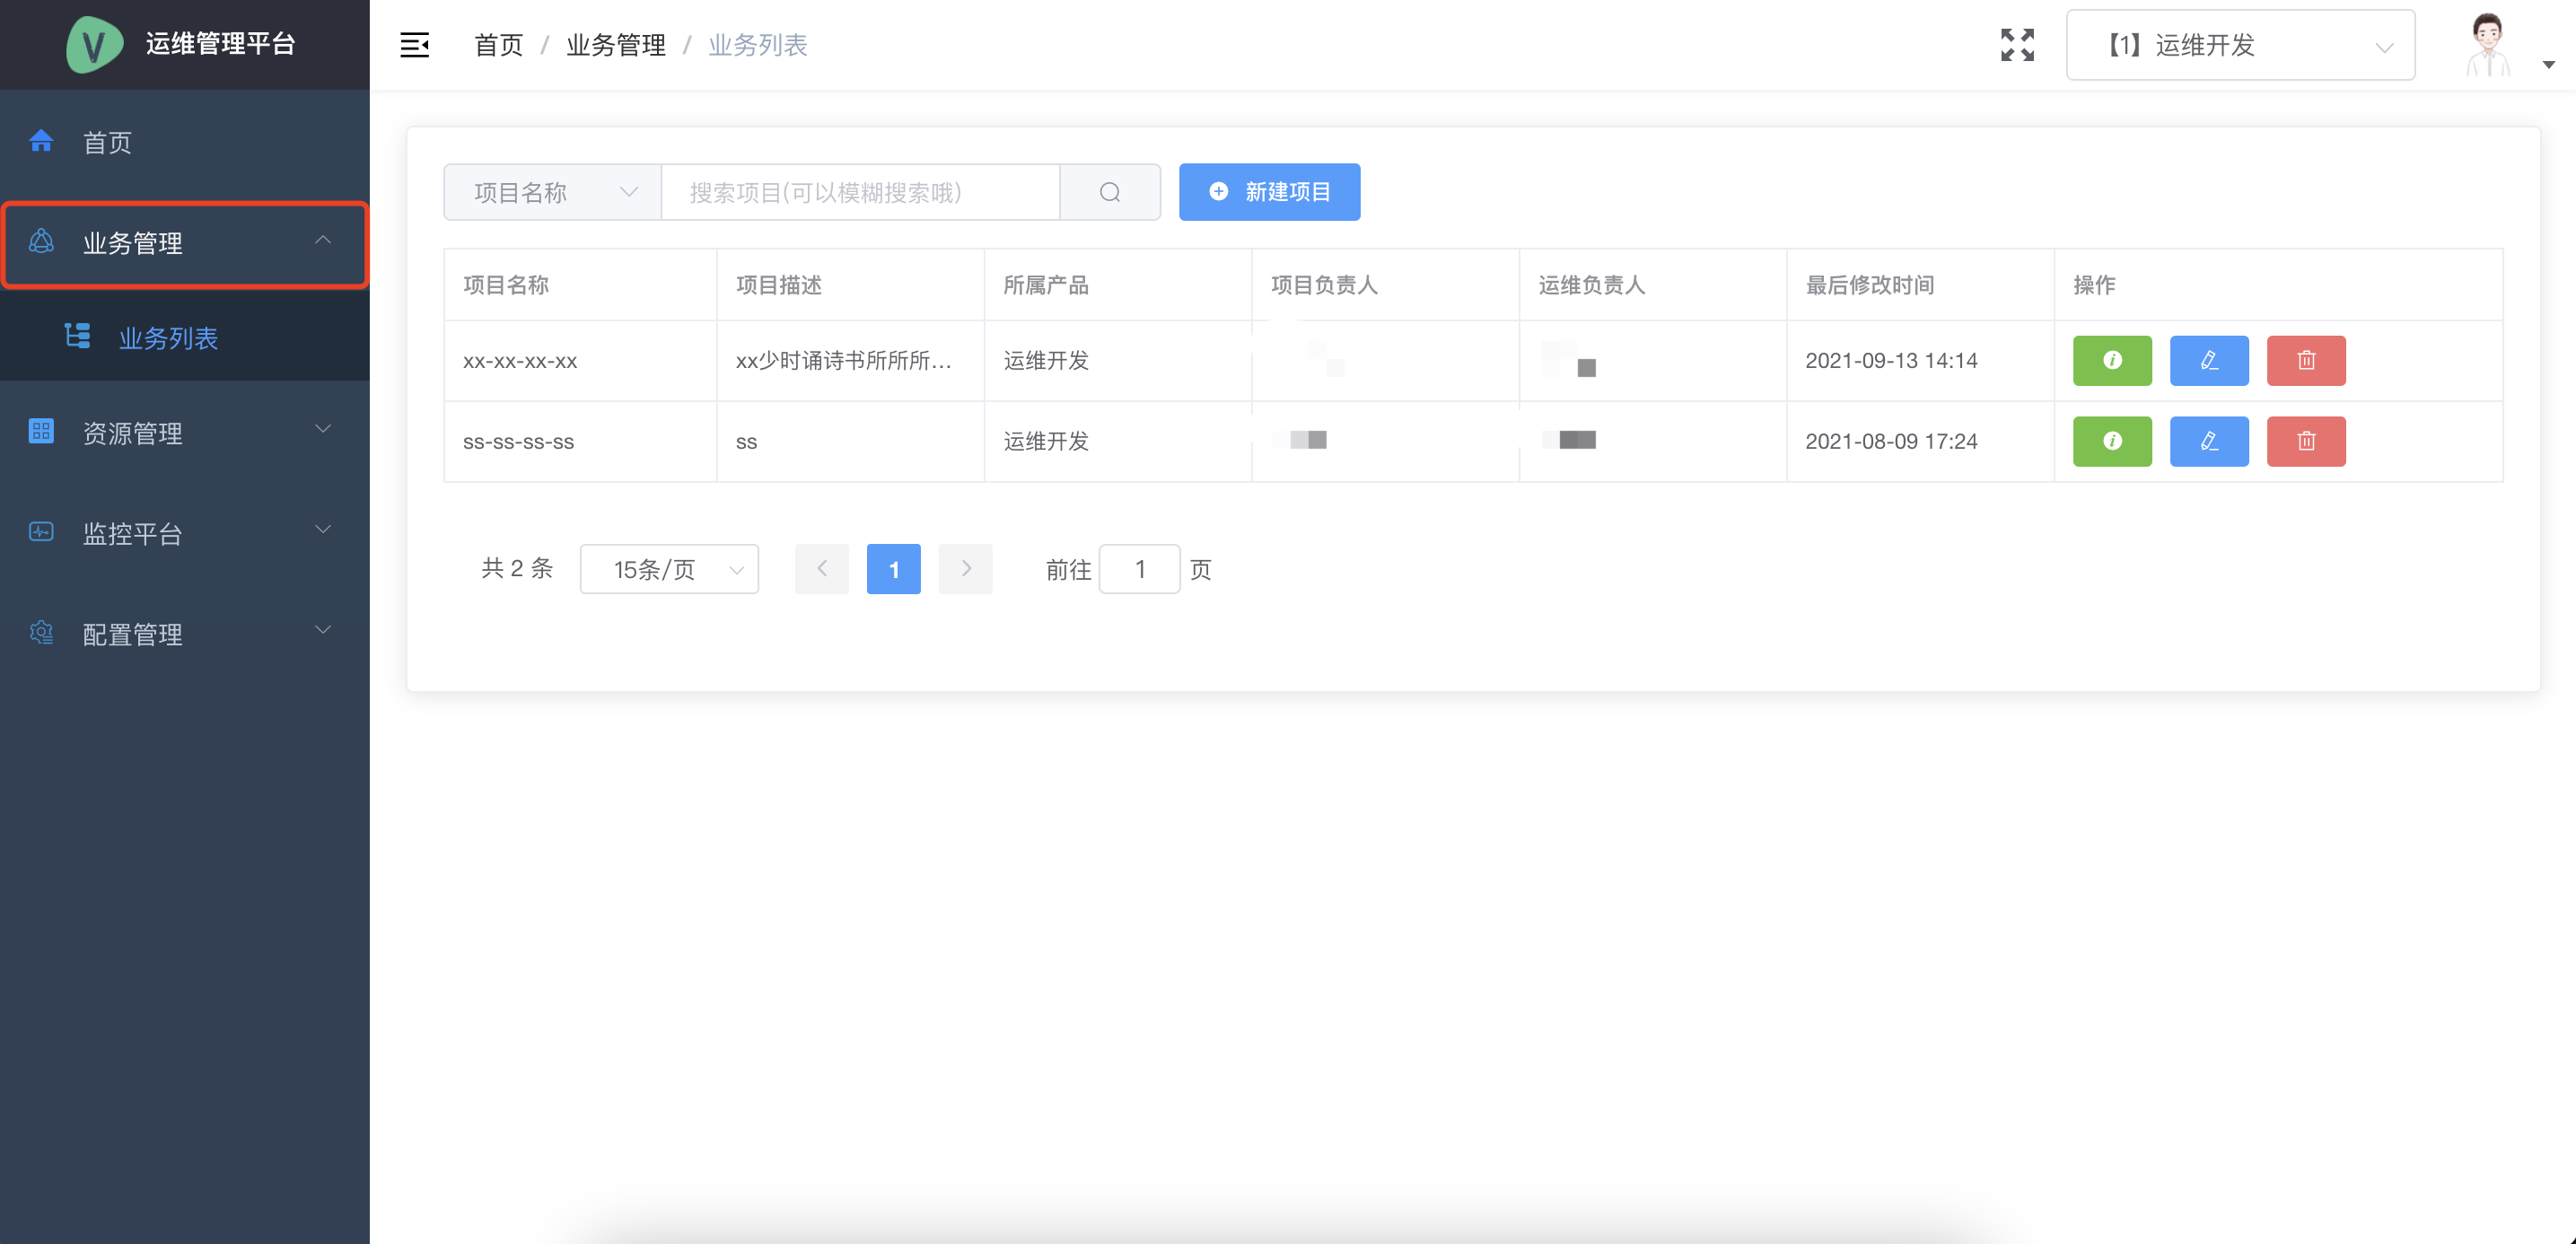 V 运维管理平台
首页 / 业务管理 / 业务列表
【1】运维开发
首页
业务管理
业务列表
资源管理
监控平台
配置管理
项目名称 搜索项目(可以模糊搜索哦) 新建项目
项目名称 项目描述 所属产品 项目负责人 运维负责人 最后修改时间 操作
xx-xx-xx-xx xx少时诵诗书所所所... 运维开发 2021-09-13 14:14
ss-ss-ss-ss ss 运维开发 2021-08-09 17:24
共 2 条 15条/页 1 前往 1 页